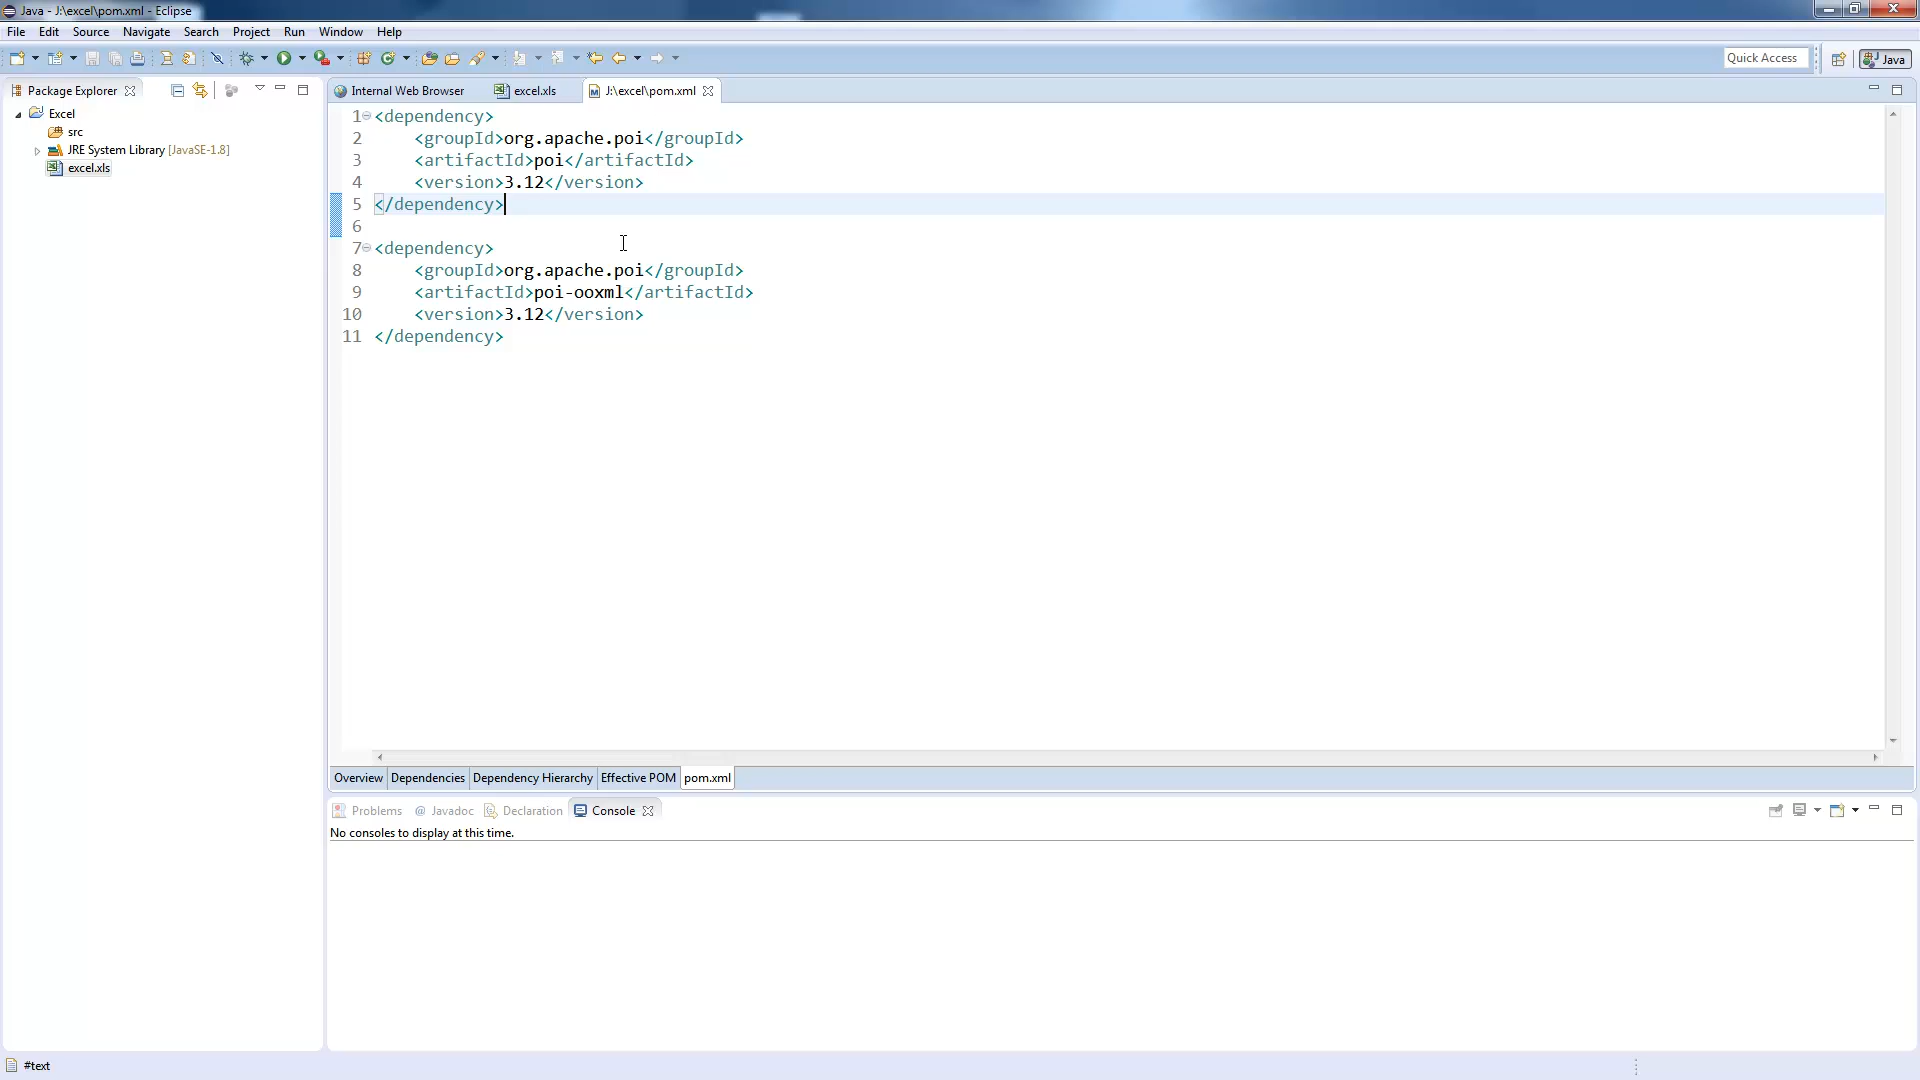 Java - J:\excel\pom.xml - Eclipse
File Edit Source Navigate Search Project Run Window Help
Quick Access Java
Package Explorer
Internal Web Browser excel.xls J:\excel\pom.xml
Excel
src
JRE System Library [JavaSE-1.8]
excel.xls
1 <dependency>
2 <groupId>org.apache.poi</groupId>
3 <artifactId>poi</artifactId>
4 <version>3.12</version>
5 </dependency>
6
7 <dependency>
8 <groupId>org.apache.poi</groupId>
9 <artifactId>poi-ooxml</artifactId>
10 <version>3.12</version>
11 </dependency>
Overview Dependencies Dependency Hierarchy Effective POM pom.xml
Problems @ Javadoc Declaration Console
No consoles to display at this time.
#text